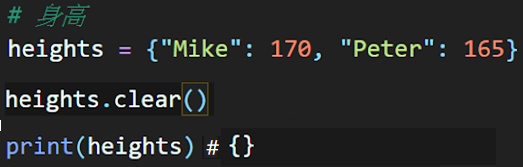 # 身高
heights = {"Mike": 170, "Peter": 165}
heights.clear()
print(heights) # {}